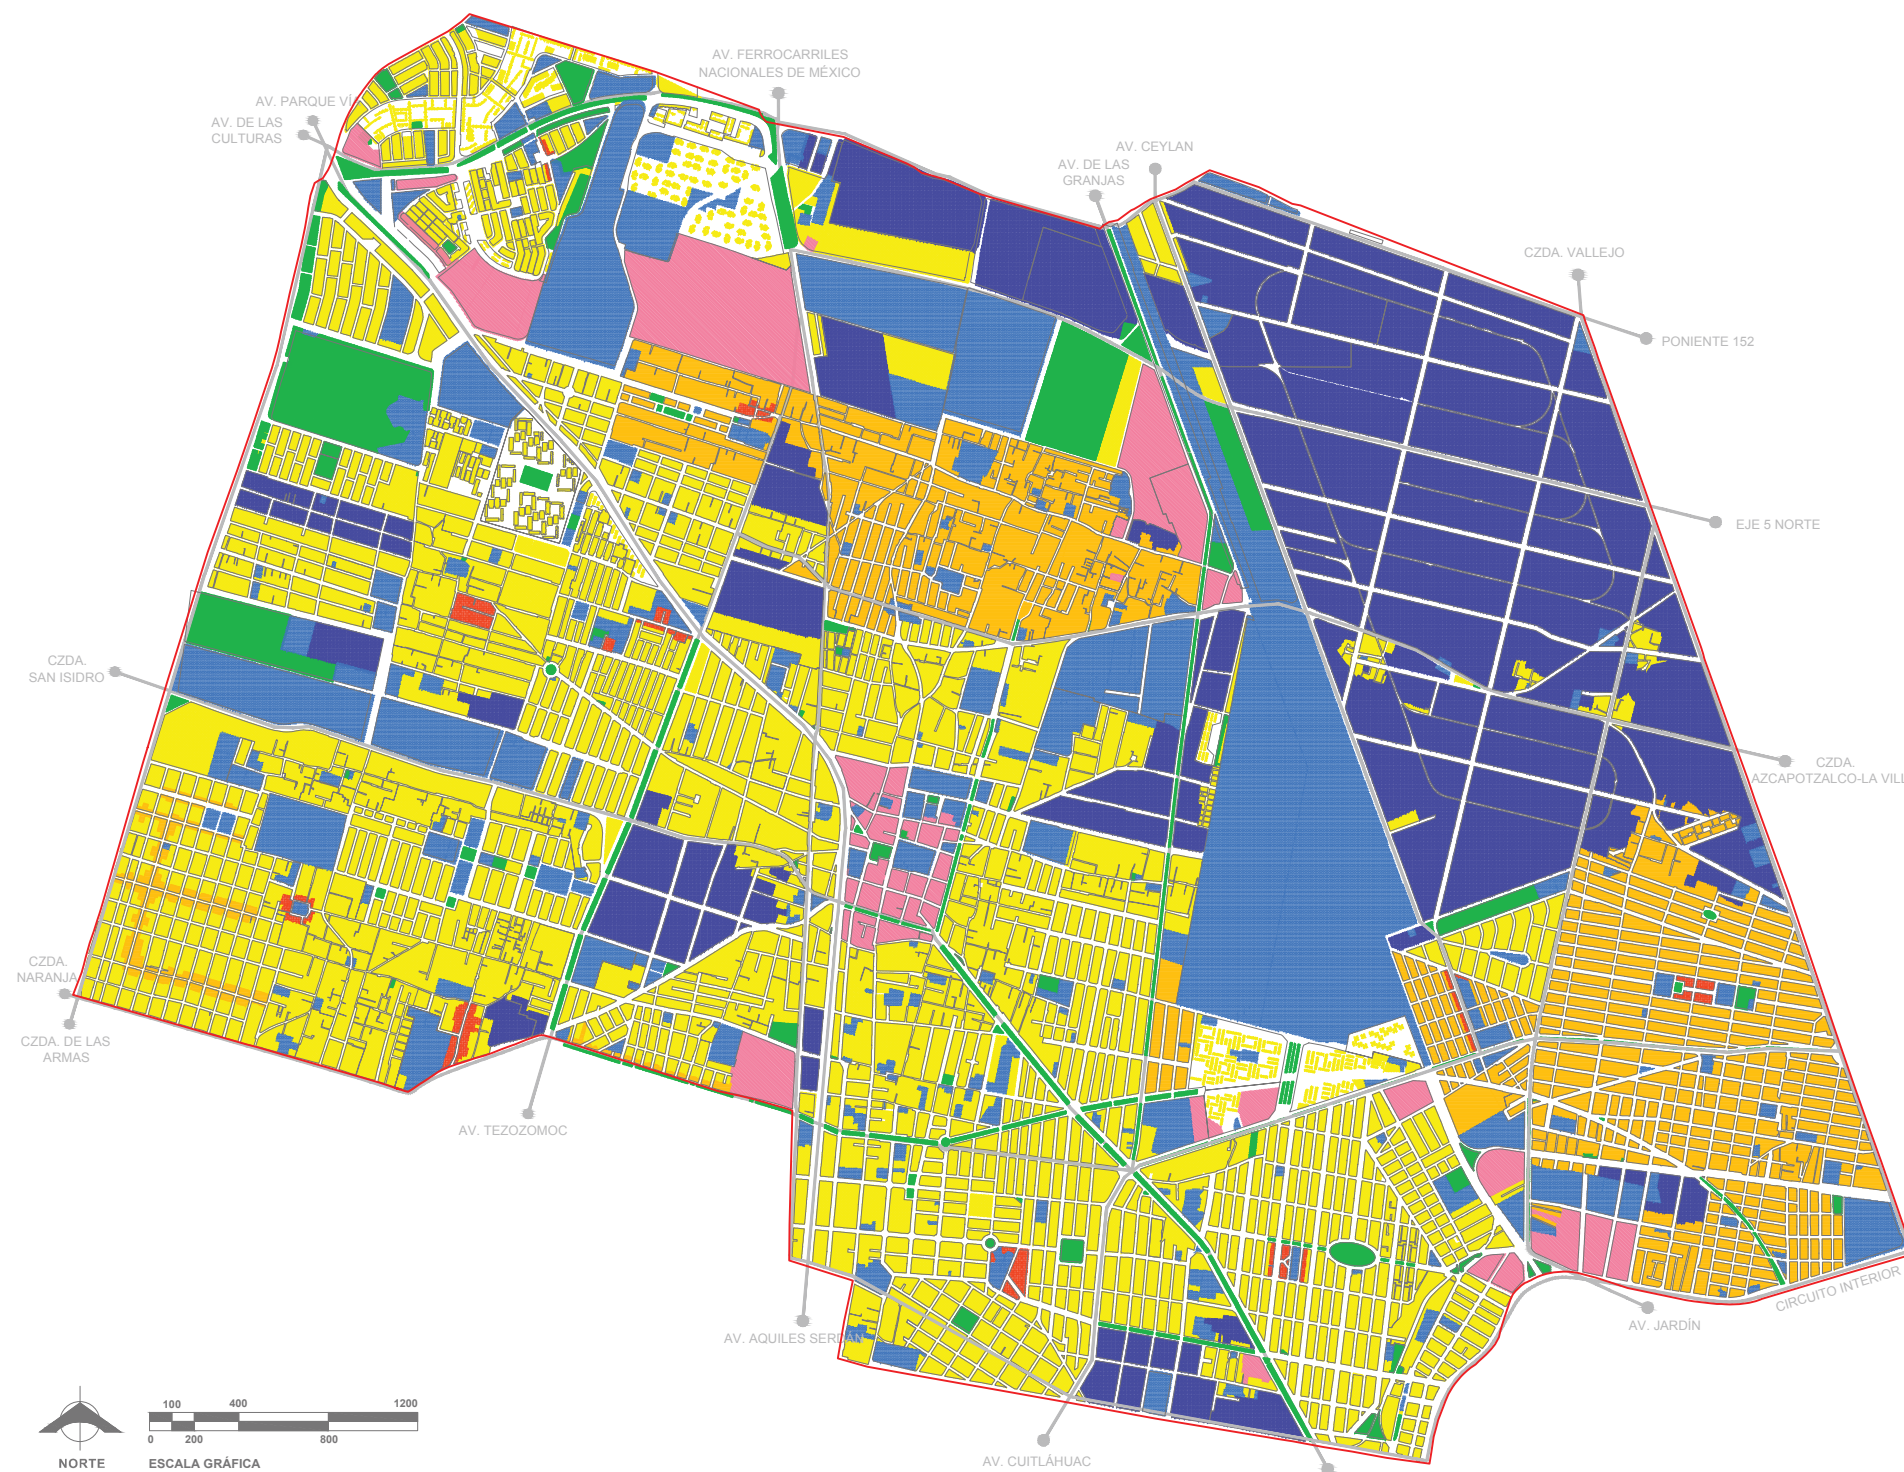 AV. FERROCARRILES
NACIONALES DE MÉXICO
AV. PARQUE VÍA
AV. DE LAS
CULTURAS
AV. CEYLAN
AV. DE LAS
GRANJAS
CZDA. VALLEJO
PONIENTE 152
EJE 5 NORTE
CZDA.
SAN ISIDRO
CZDA.
AZCAPOTZALCO-LA VILL
CZDA.
NARANJA
CZDA. DE LAS
ARMAS
AV. TEZOZOMOC
CIRCUITO INTERIOR
AV. JARDÍN
AV. AQUILES SERDÁN
AV. CUITLÁHUAC
100 400 1200
0 200 800
NORTE
ESCALA GRÁFICA